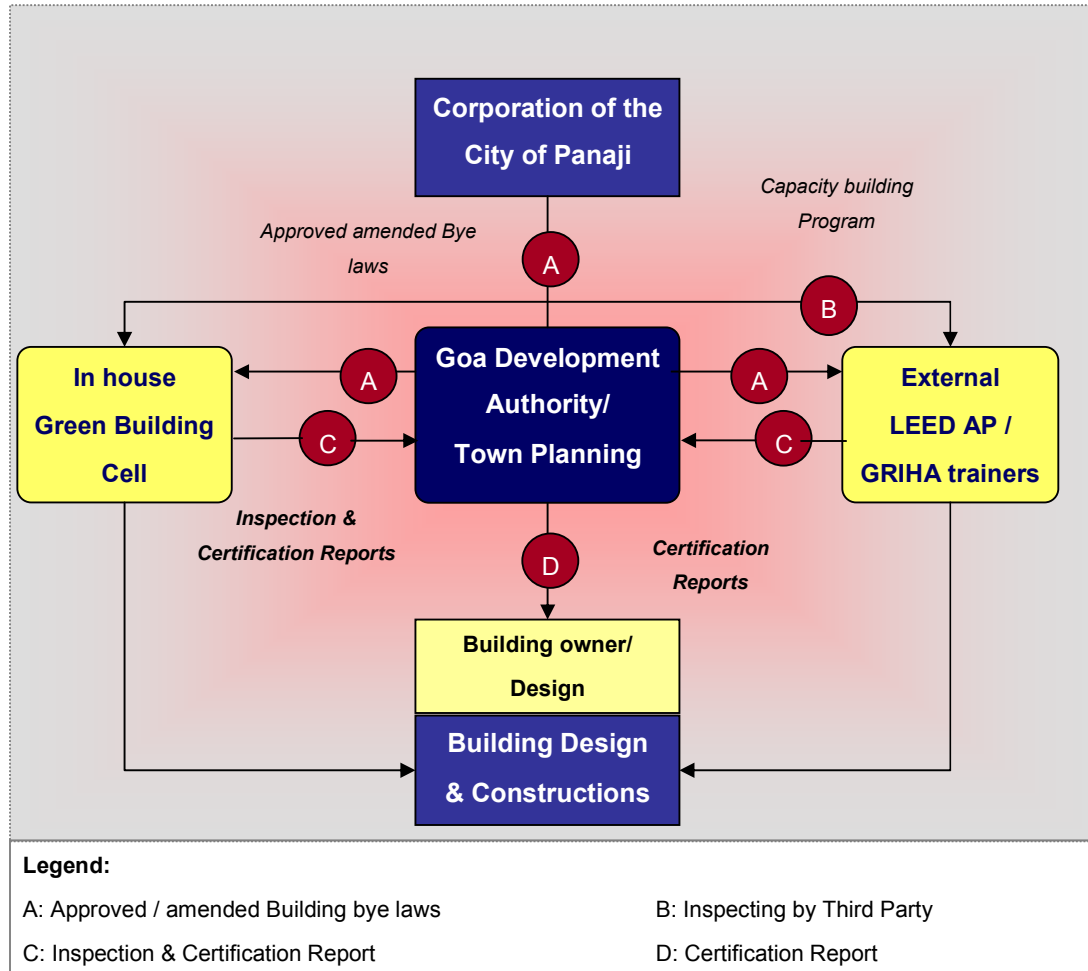 Corporation of the
City of Panaji
Capacity building
Program
Approved amended Bye
laws
A
B
In house
Green Building
Cell
A
C
Goa Development
Authority/
Town Planning
A
C
External
LEED AP /
GRIHA trainers
Inspection &
Certification Reports
D
Certification
Reports
Building owner/
Design
Building Design
& Constructions
Legend:
A: Approved / amended Building bye laws
B: Inspecting by Third Party
C: Inspection & Certification Report
D: Certification Report